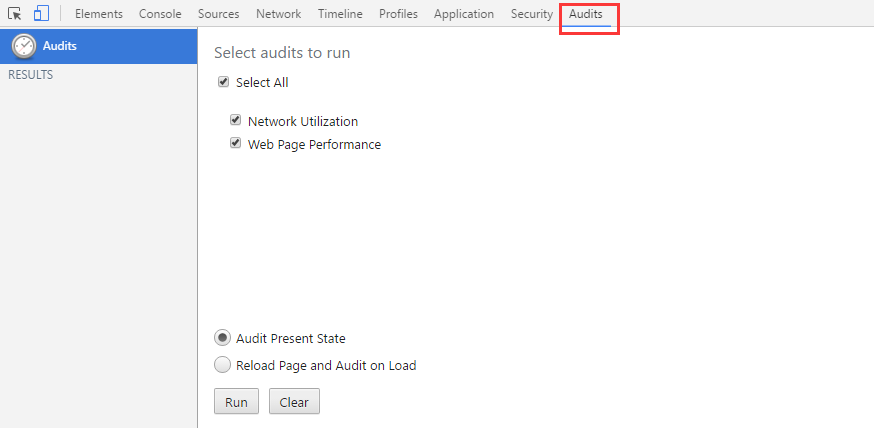 Elements Console Sources Network Timeline Profiles Application Security Audits
Audits
RESULTS
Select audits to run
Select All
Network Utilization
Web Page Performance
Audit Present State
Reload Page and Audit on Load
Run Clear